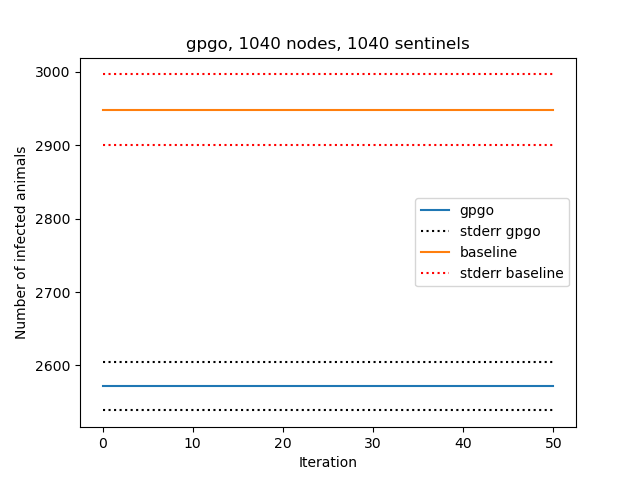 gpgo, 1040 nodes, 1040 sentinels
3000
2900
2800
2700
2600
Number of infected animals
gpgo
stderr gpgo
baseline
stderr baseline
0 10 20 30 40 50
Iteration